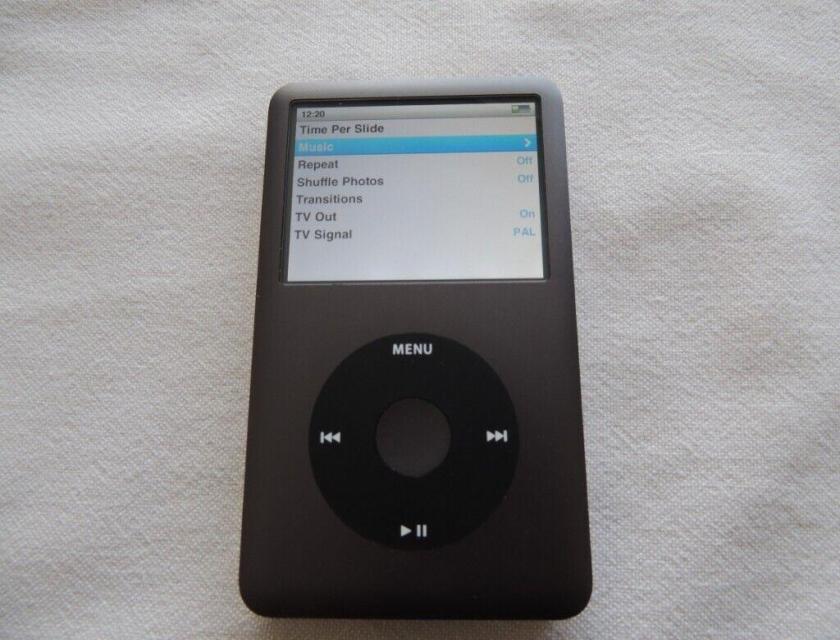 12:20
Time Per Slide
Music
Repeat Off
Shuffle Photos Off
Transitions
TV Out On
TV Signal PAL
MENU